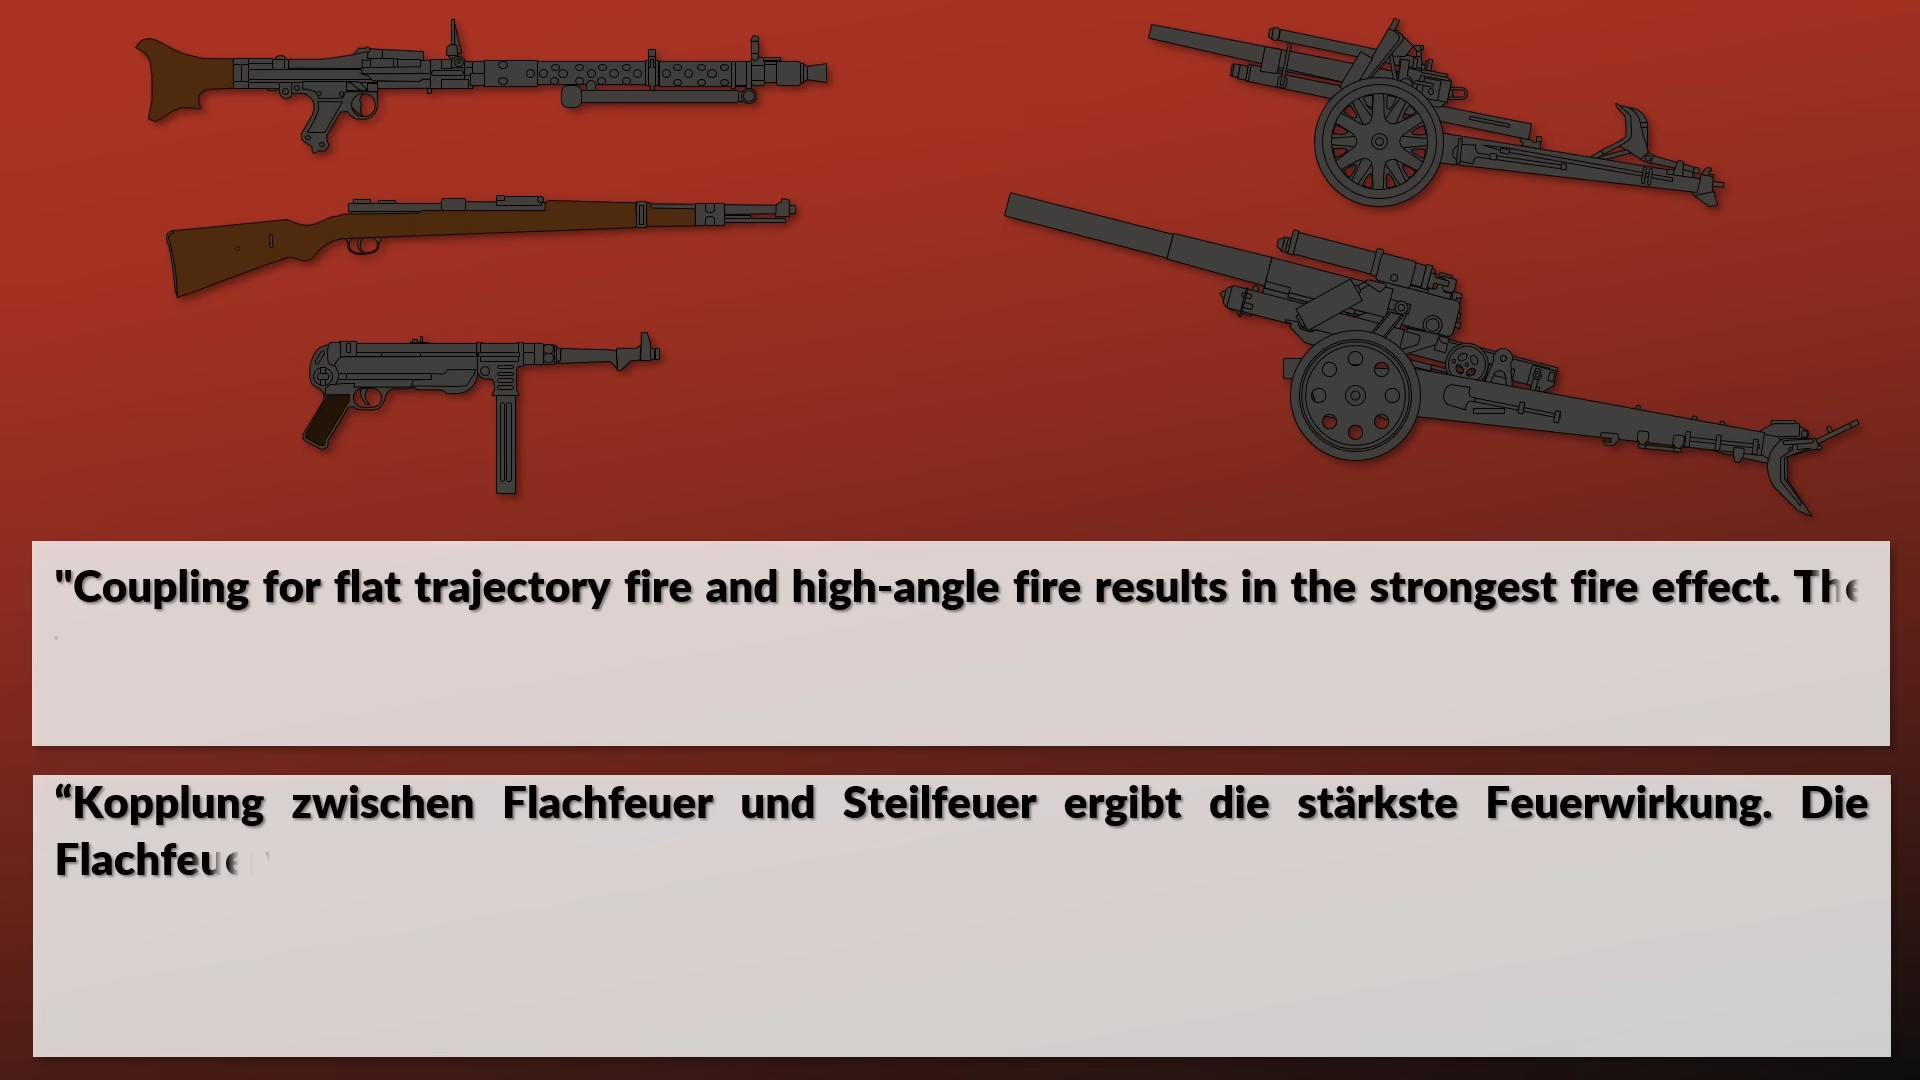 "Coupling for flat trajectory fire and high-angle fire results in the strongest fire effect. The
“Kopplung zwischen Flachfeuer und Steilfeuer ergibt die stärkste Feuerwirkung. Die